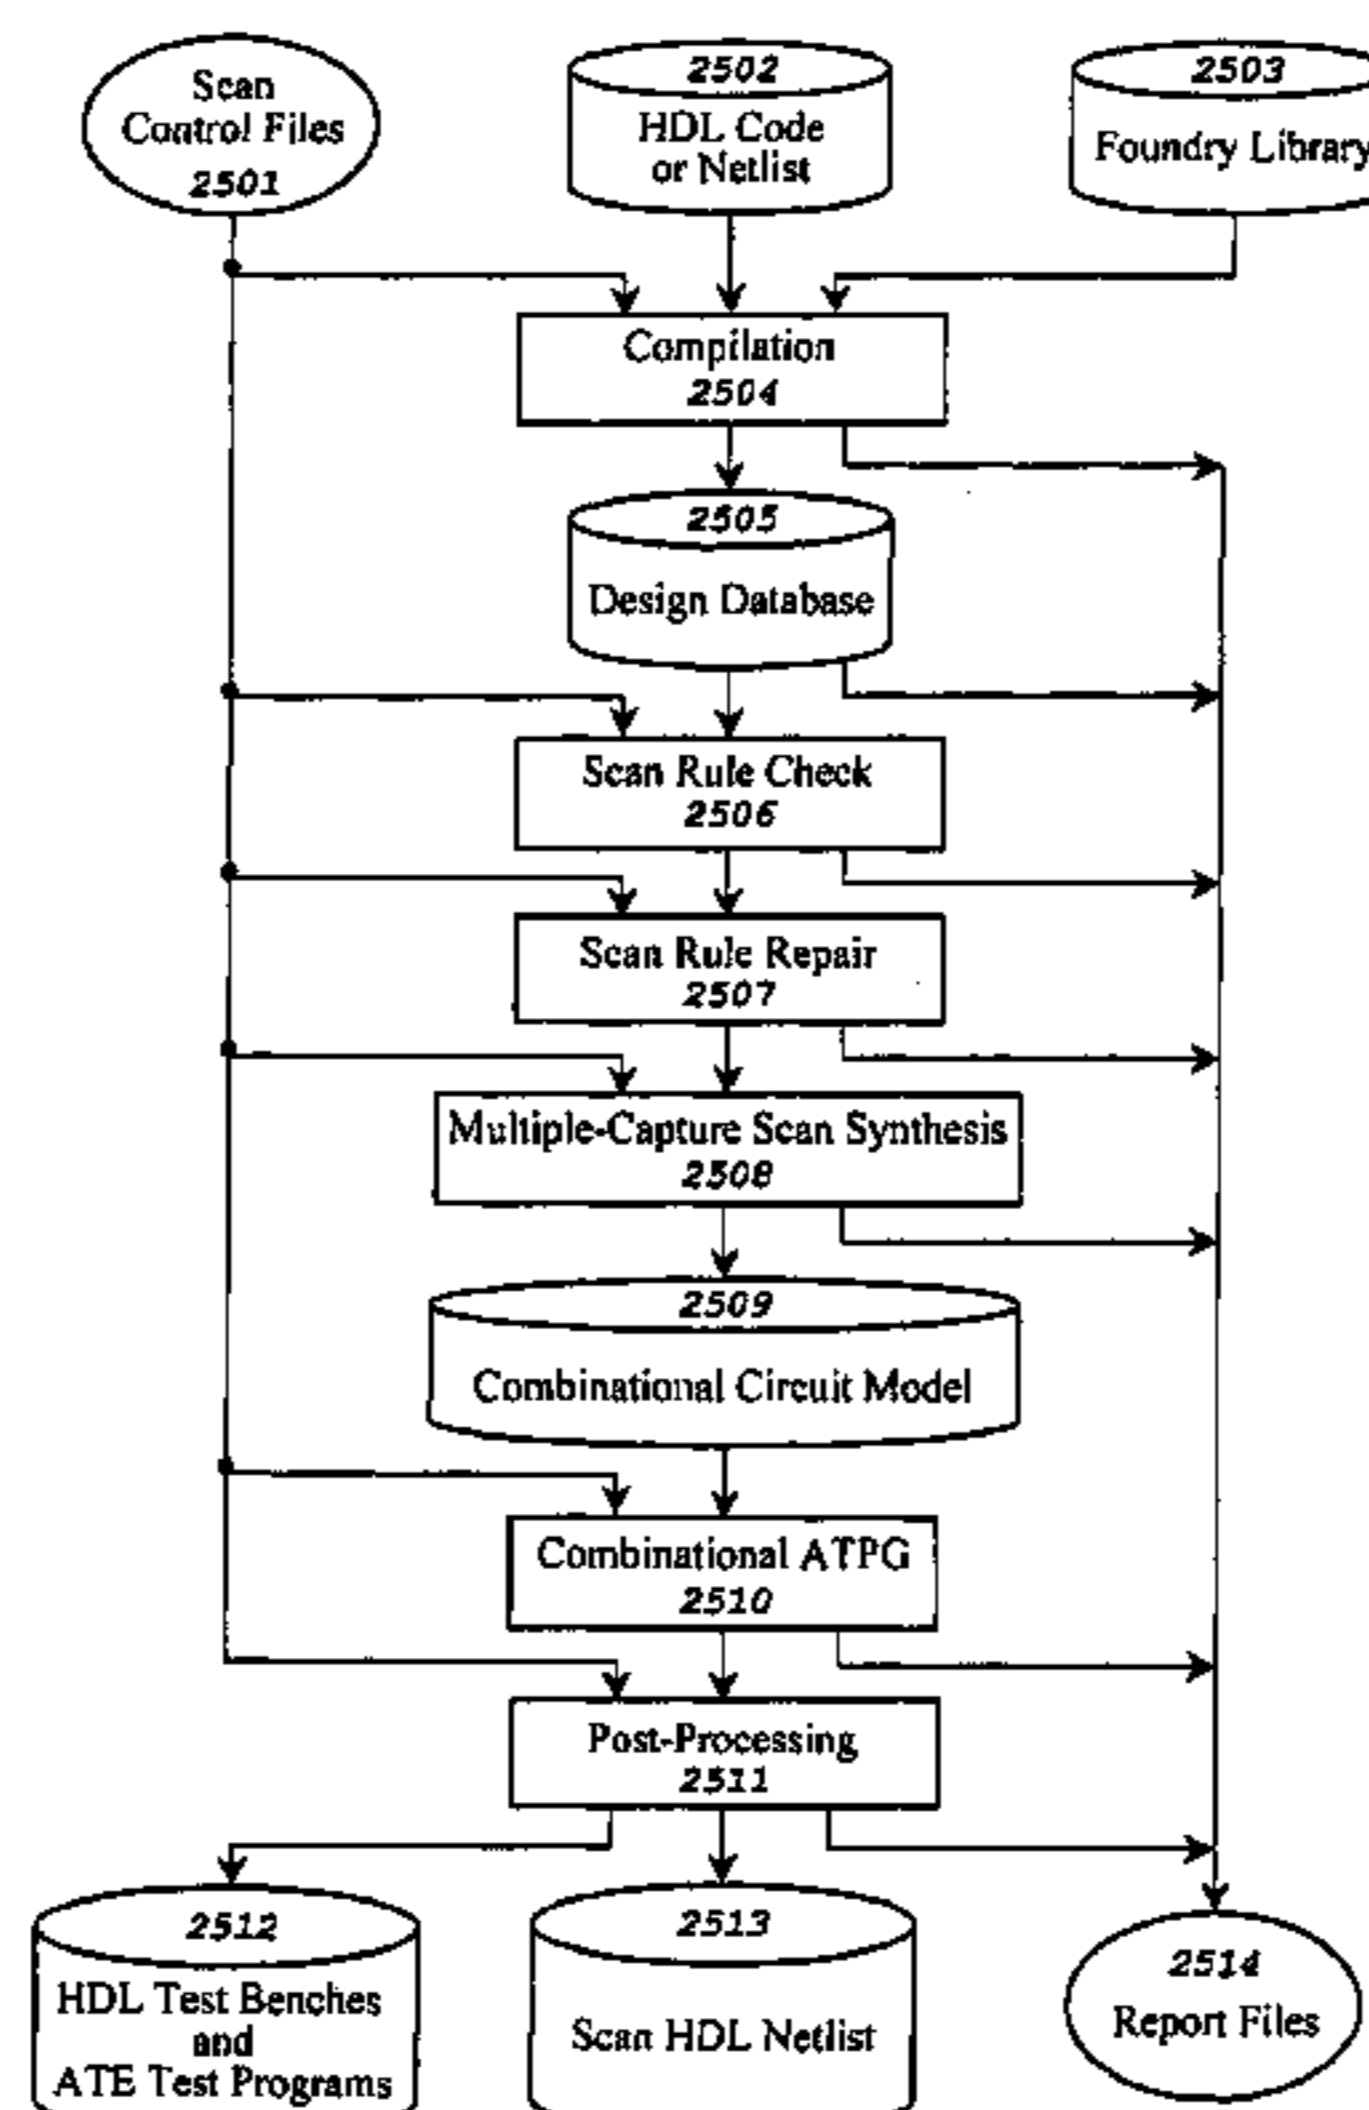 Scan
Control Files
2501
2502
HDL Code
or Netlist
2503
Foundry Library
Compilation
2504
2505
Design Database
Scan Rule Check
2506
Scan Rule Repair
2507
Multiple-Capture Scan Synthesis
2508
2509
Combinational Circuit Model
Combinational ATPG
2510
Post-Processing
2511
2512
HDL Test Benches
and
ATE Test Programs
2513
Scan HDL Netlist
2514
Report Files